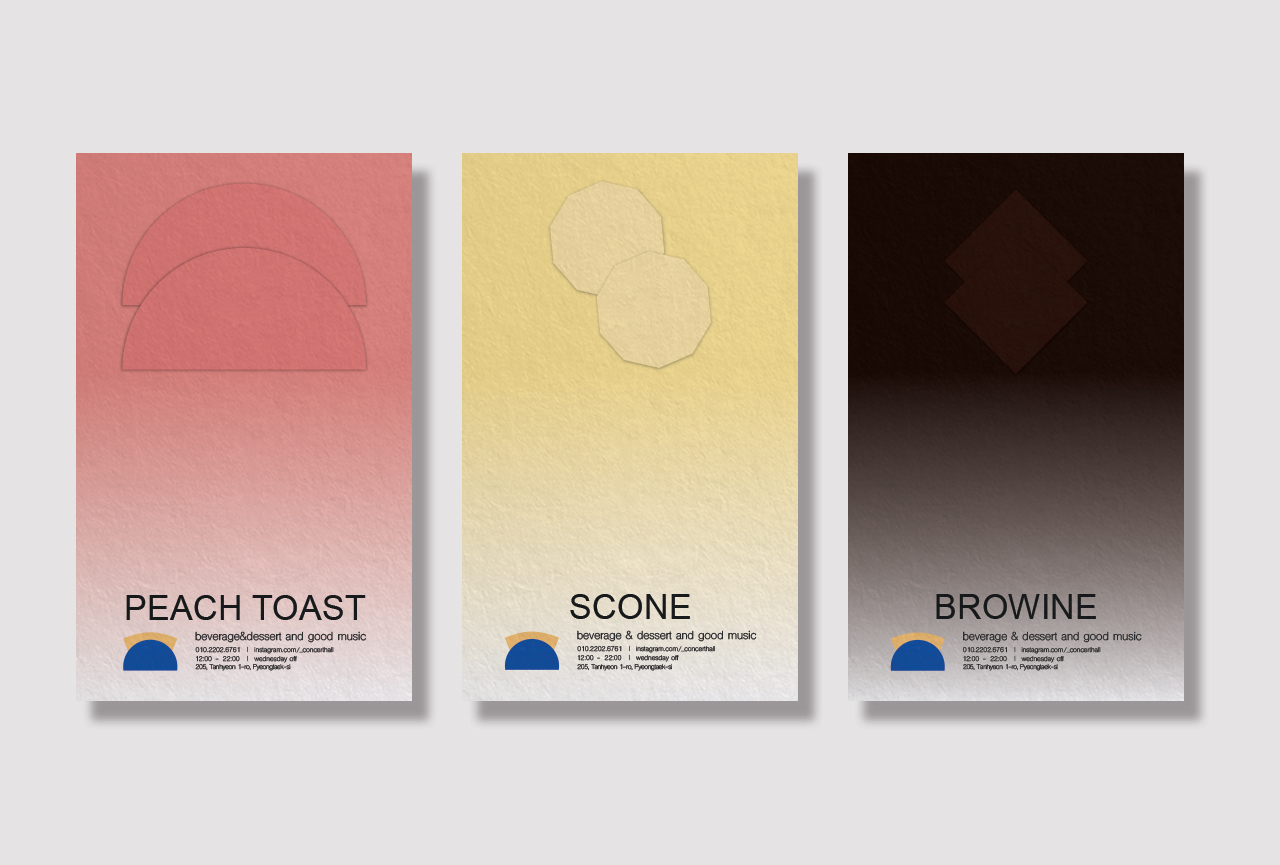 PEACH TOAST
beverage&dessert and good music
010.2202.6761 | instagram.com/_concerthall
12:00 - 22:00 | wednesday off
205, Tanhyeon 1-ro, Pyeongtaek-si
SCONE
beverage & dessert and good music
010.2202.6761 | instagram.com/_concerthall
12:00 - 22:00 | wednesday off
205, Tanhyeon 1-ro, Pyeongtaek-si
BROWINE
beverage & dessert and good music
010.2202.6761 | instagram.com/_concerthall
12:00 - 22:00 | wednesday off
205, Tanhyeon 1-ro, Pyeongtaek-si